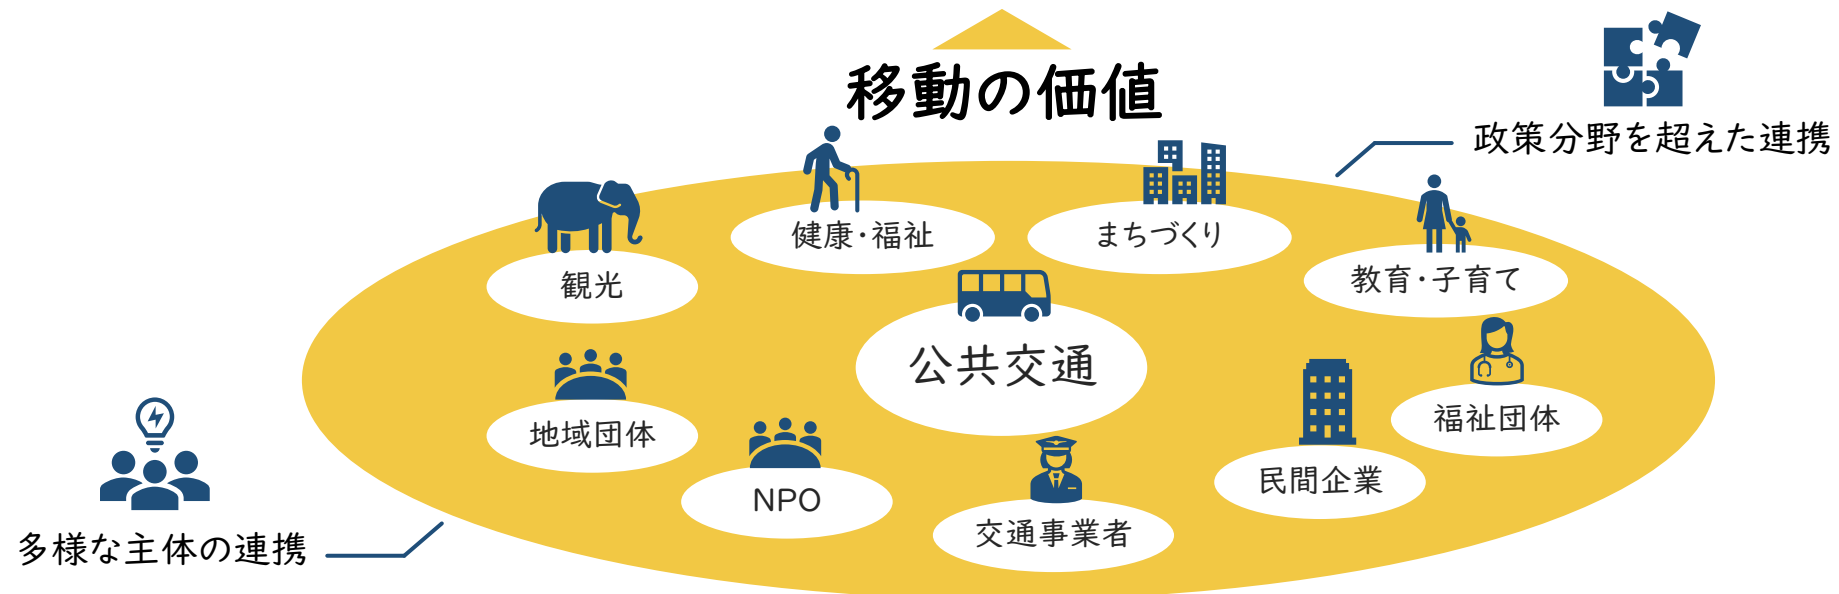 移動の価値
政策分野を超えた連携
健康・福祉
まちづくり
観光
教育・子育て
公共交通
地域団体
福祉団体
NPO
民間企業
交通事業者
多様な主体の連携